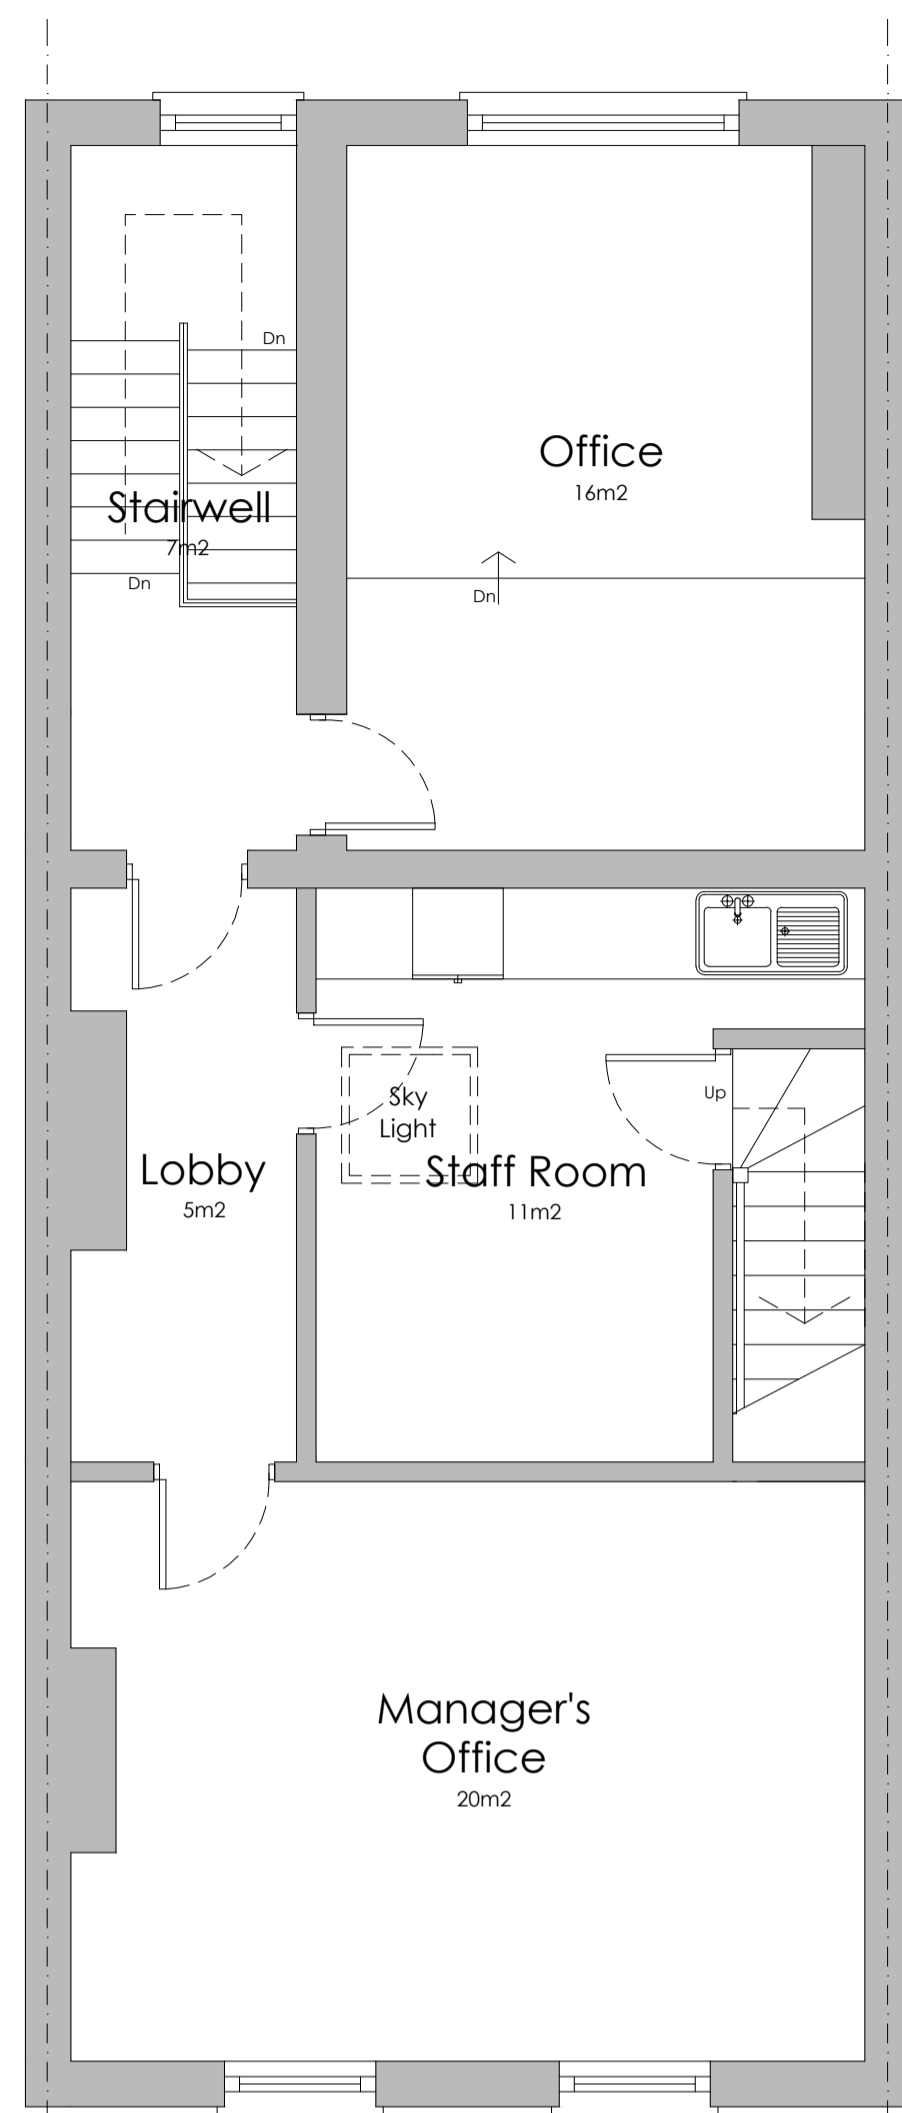 Dn
Stairwell
7m2
Dn
Office
16m2
Dn
Sky
Light
Up
Lobby
5m2
Staff Room
11m2
Manager's
Office
20m2